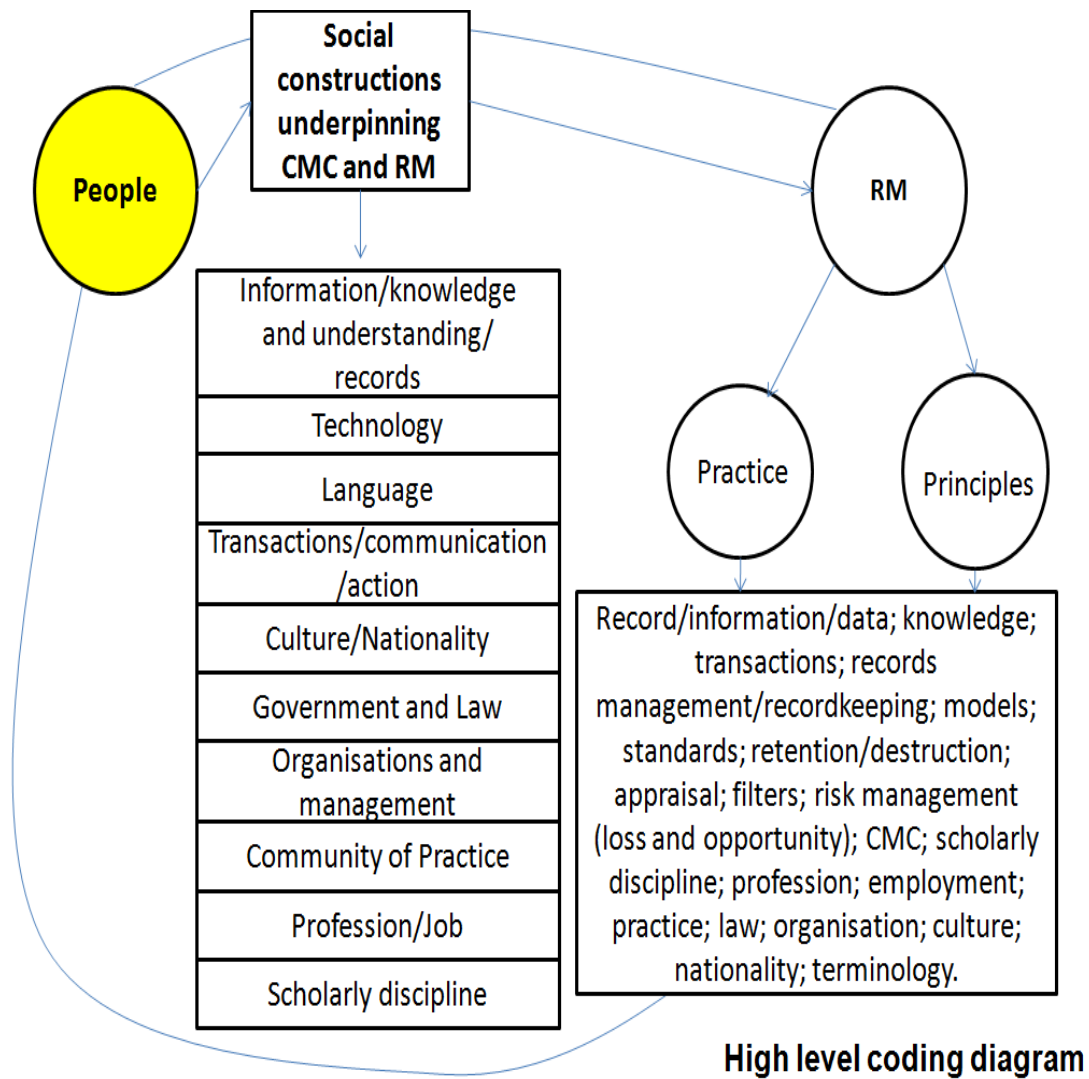 Social
constructions
underpinning
CMC and RM
People
RM
Information/knowledge
and understanding/
records
Technology
Language
Transactions/communication
/action
Culture/Nationality
Government and Law
Organisations and
management
Community of Practice
Profession/Job
Scholarly discipline
Practice
Principles
Record/information/data; knowledge;
transactions; records
management/recordkeeping; models;
standards; retention/destruction;
appraisal; filters; risk management
(loss and opportunity); CMC; scholarly
discipline; profession; employment;
practice; law; organisation; culture;
nationality; terminology.
High level coding diagram